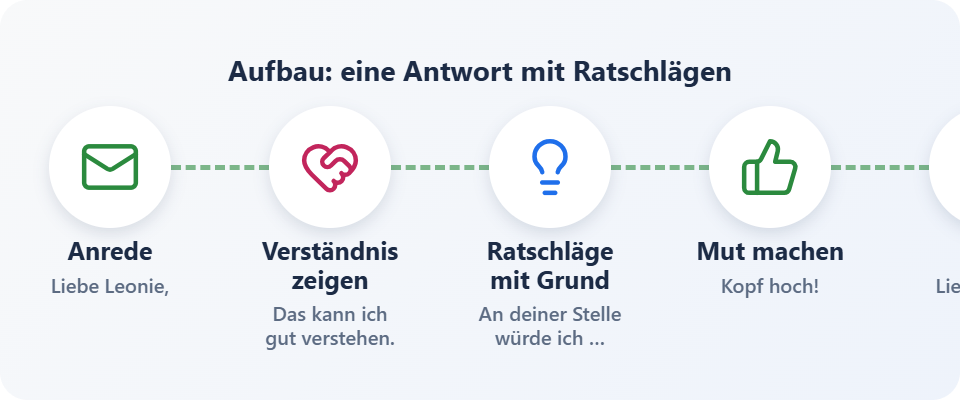 Aufbau: eine Antwort mit Ratschlägen
Anrede
Liebe Leonie,
Verständnis
zeigen
Das kann ich
gut verstehen.
Ratschläge
mit Grund
An deiner Stelle
würde ich ...
Mut machen
Kopf hoch!